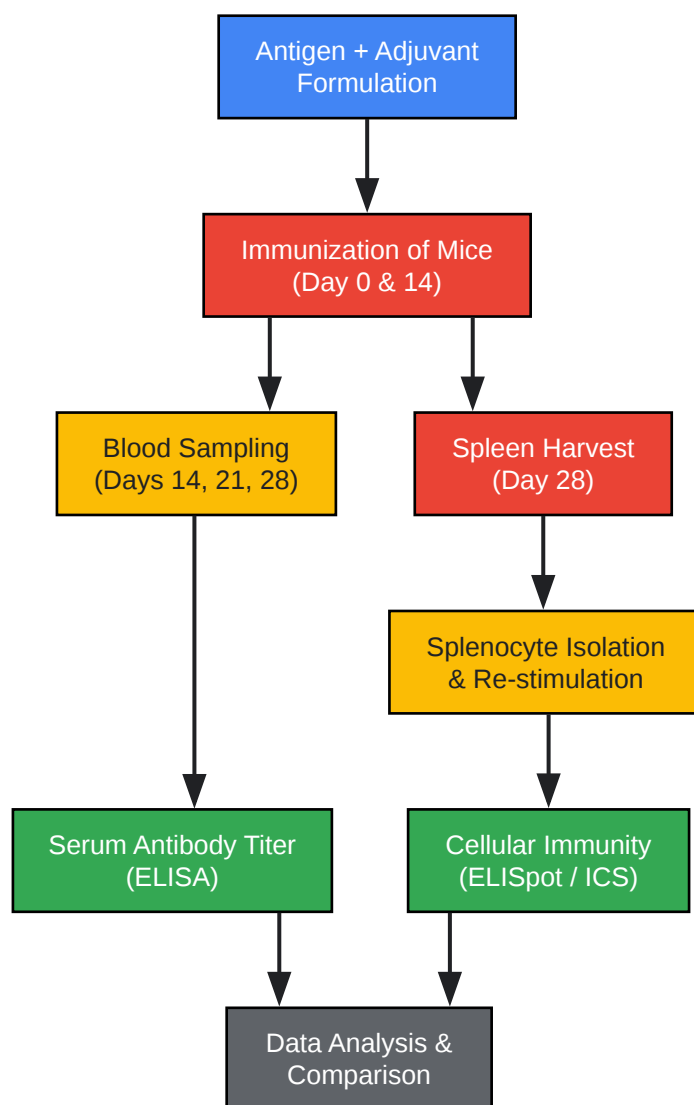 Antigen + Adjuvant
Formulation
Immunization of Mice
(Day 0 & 14)
Blood Sampling
(Days 14, 21, 28)
Spleen Harvest
(Day 28)
Splenocyte Isolation
& Re-stimulation
Serum Antibody Titer
(ELISA)
Cellular Immunity
(ELISpot / ICS)
Data Analysis &
Comparison